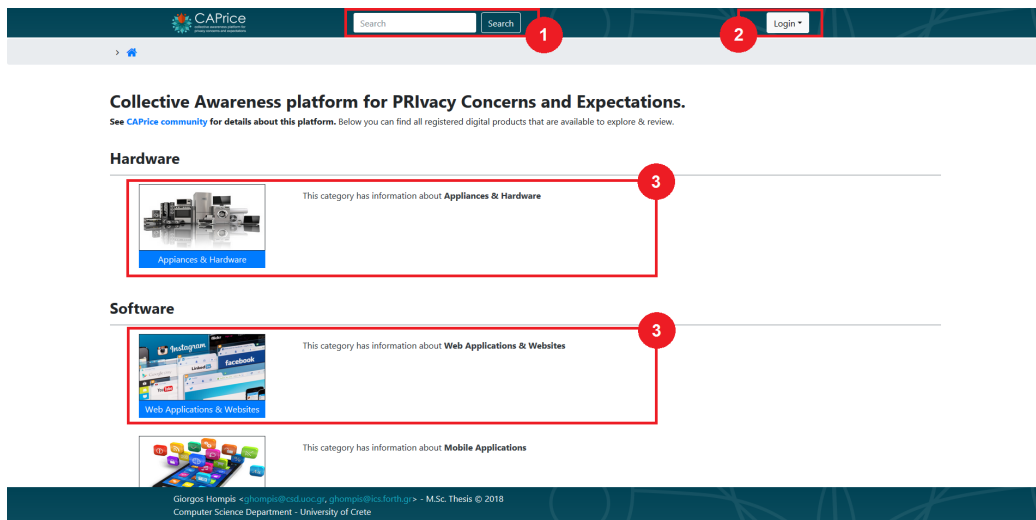 CAPrice
collective awareness platform for
privacy concerns and expectations
Search
Search
1
2
Login
>
Collective Awareness platform for PRIvacy Concerns and Expectations.
See CAPrice community for details about this platform. Below you can find all registered digital products that are available to explore & review.
Hardware
3
This category has information about Appliances & Hardware
Appiances & Hardware
Software
3
Instagram
flickr
LinkedIn
facebook
YouTube
This category has information about Web Applications & Websites
Web Applications & Websites
This category has information about Mobile Applications
Giorgos Hompis <ghompis@csd.uoc.gr, ghompis@ics.forth.gr> - M.Sc. Thesis © 2018
Computer Science Department - University of Crete